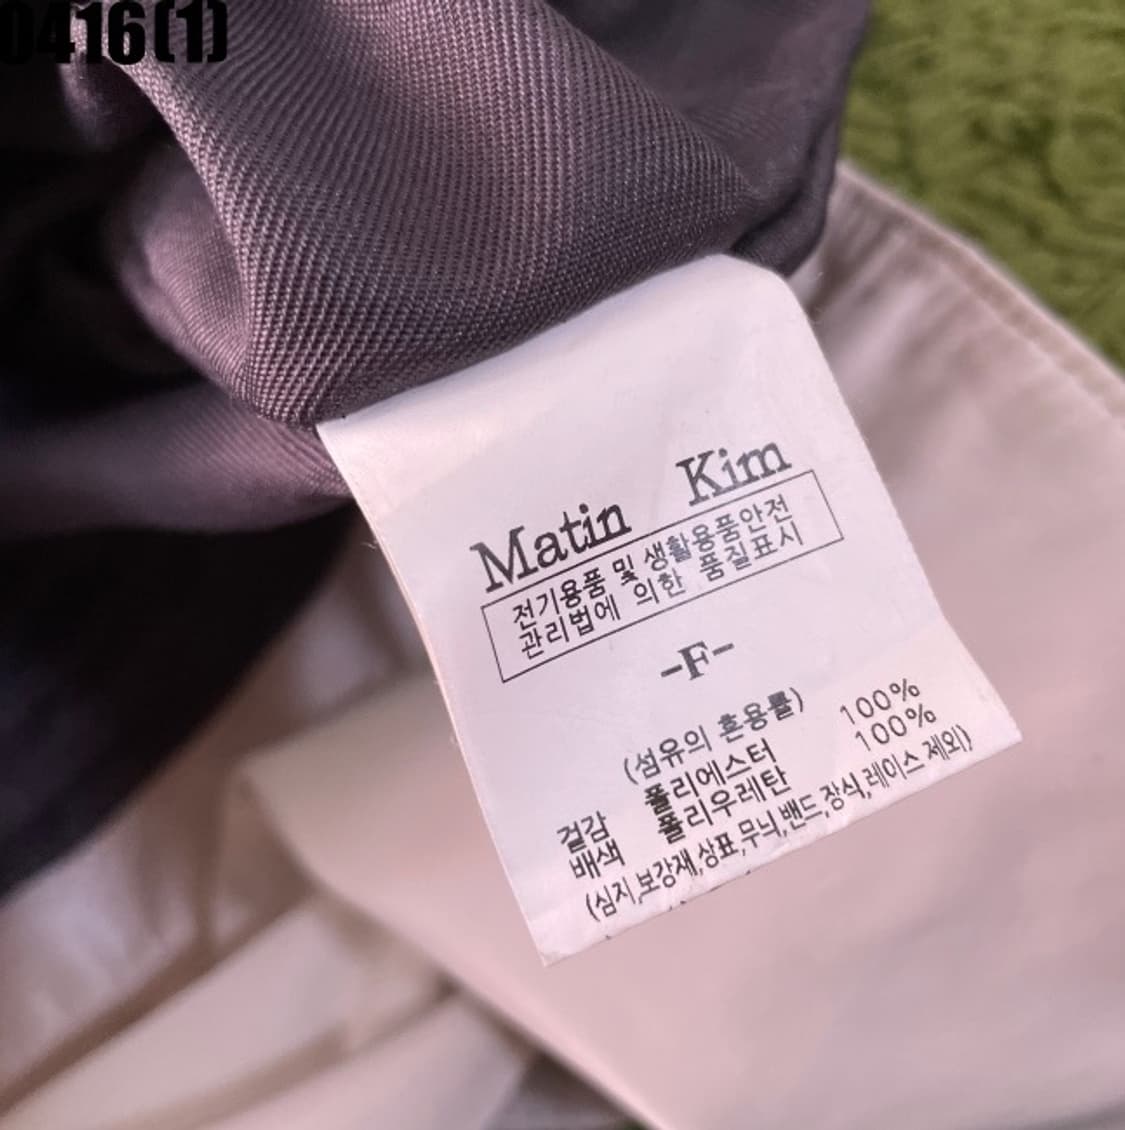 0416(1)
Matin Kim
전기용품 및 생활용품안전
관리법에 의한 품질표시
-F-
(섬유의 혼용률)
겉감 폴리에스터 100%
배색 폴리우레탄 100%
(심지,보강재,상표,무늬,밴드,장식,레이스 제외)